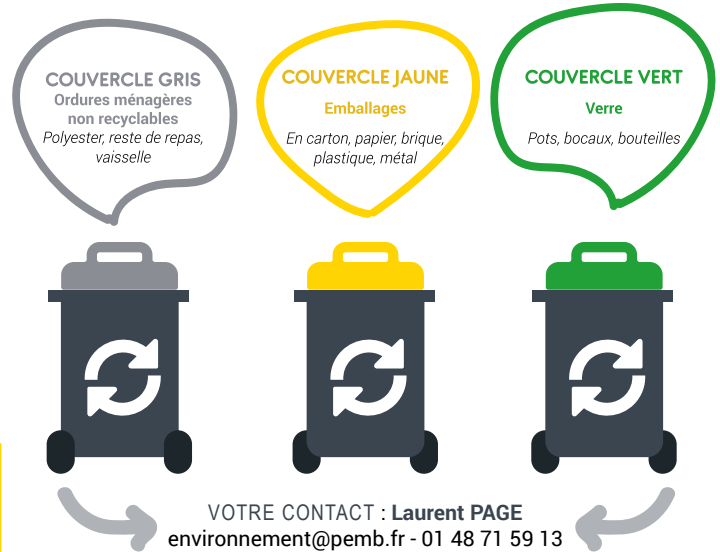 COUVERCLE GRIS
Ordures ménagères
non recyclables
Polyester, reste de repas,
vaisselle
COUVERCLE JAUNE
Emballages
En carton, papier, brique,
plastique, métal
COUVERCLE VERT
Verre
Pots, bocaux, bouteilles
VOTRE CONTACT : Laurent PAGE
environnement@pemb.fr - 01 48 71 59 13